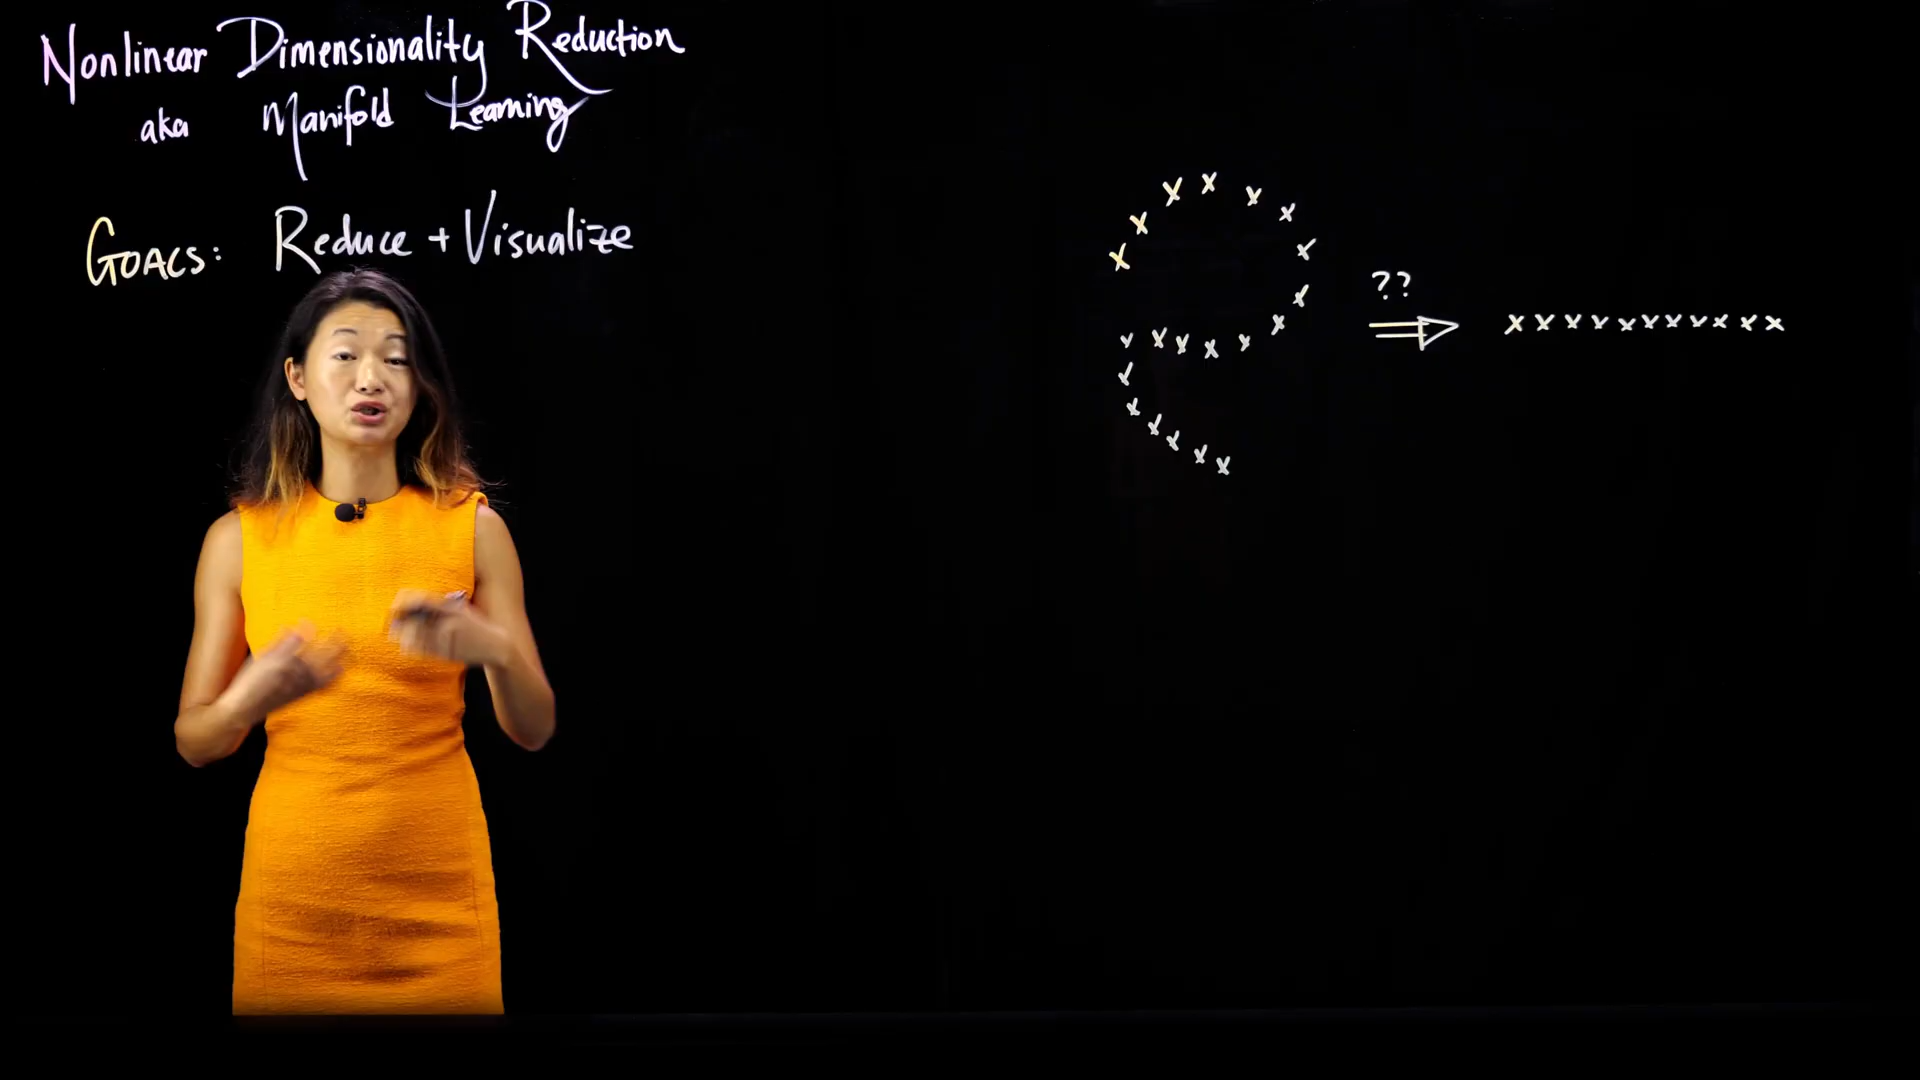 Nonlinear Dimensionality Reduction
aka Manifold Learning
GOALS: Reduce + Visualize
??
x x x x x x x x x x x